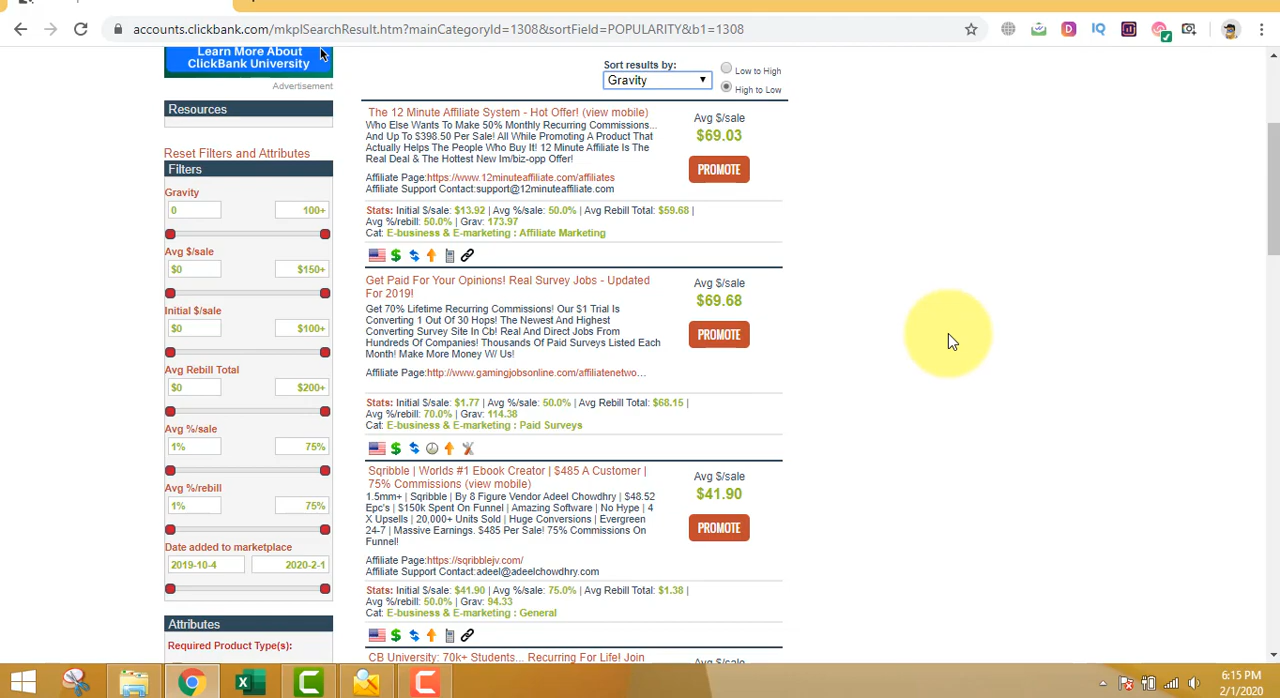 accounts.clickbank.com/mkplSearchResult.htm?mainCategoryId=1308&sortField=POPULARITY&b1=1308
Learn More About
ClickBank University
Advertisement
Resources
Reset Filters and Attributes
Filters
Gravity
0 100+
Avg $/sale
$0 $150+
Initial $/sale
$0 $100+
Avg Rebill Total
$0 $200+
Avg %/sale
1% 75%
Avg %/rebill
1% 75%
Date added to marketplace
2019-10-4 2020-2-1
Attributes
Required Product Type(s):
Sort results by:
Gravity
Low to High
High to Low
The 12 Minute Affiliate System - Hot Offer! (view mobile)
Who Else Wants To Make 50% Monthly Recurring Commissions...
And Up To $398.50 Per Sale! All While Promoting A Product That
Actually Helps The People Who Buy It! 12 Minute Affiliate Is The
Real Deal & The Hottest New Im/biz-opp Offer!
Affiliate Page:https://www.12minuteaffiliate.com/affiliates
Affiliate Support Contact:support@12minuteaffiliate.com
Avg $/sale
$69.03
PROMOTE
Stats: Initial $/sale: $13.92 | Avg %/sale: 50.0% | Avg Rebill Total: $59.68 |
Avg %/rebill: 50.0% | Grav: 173.97
Cat: E-business & E-marketing : Affiliate Marketing
Get Paid For Your Opinions! Real Survey Jobs - Updated
For 2019!
Get 70% Lifetime Recurring Commissions! Our $1 Trial Is
Converting 1 Out Of 30 Hops! The Newest And Highest
Converting Survey Site In Cb! Real And Direct Jobs From
Hundreds Of Companies! Thousands Of Paid Surveys Listed Each
Month! Make More Money W/ Us!
Affiliate Page:http://www.gamingjobsonline.com/affiliatenetwo...
Avg $/sale
$69.68
PROMOTE
Stats: Initial $/sale: $1.77 | Avg %/sale: 50.0% | Avg Rebill Total: $68.15 |
Avg %/rebill: 70.0% | Grav: 114.38
Cat: E-business & E-marketing : Paid Surveys
Sqribble | Worlds #1 Ebook Creator | $485 A Customer |
75% Commissions (view mobile)
1.5mm+ | Sqribble | By 8 Figure Vendor Adeel Chowdhry | $48.52
Epc's | $150k Spent On Funnel | Amazing Software | No Hype | 4
X Upsells | 20,000+ Units Sold | Huge Conversions | Evergreen
24-7 | Massive Earnings. $485 Per Sale! 75% Commissions On
Funnel!
Affiliate Page:https://sqribblejv.com/
Affiliate Support Contact:adeel@adeelchowdhry.com
Avg $/sale
$41.90
PROMOTE
Stats: Initial $/sale: $41.90 | Avg %/sale: 75.0% | Avg Rebill Total: $1.38 |
Avg %/rebill: 50.0% | Grav: 94.33
Cat: E-business & E-marketing : General
CB University: 70k+ Students... Recurring For Life! Join
6:15 PM
2/1/2020